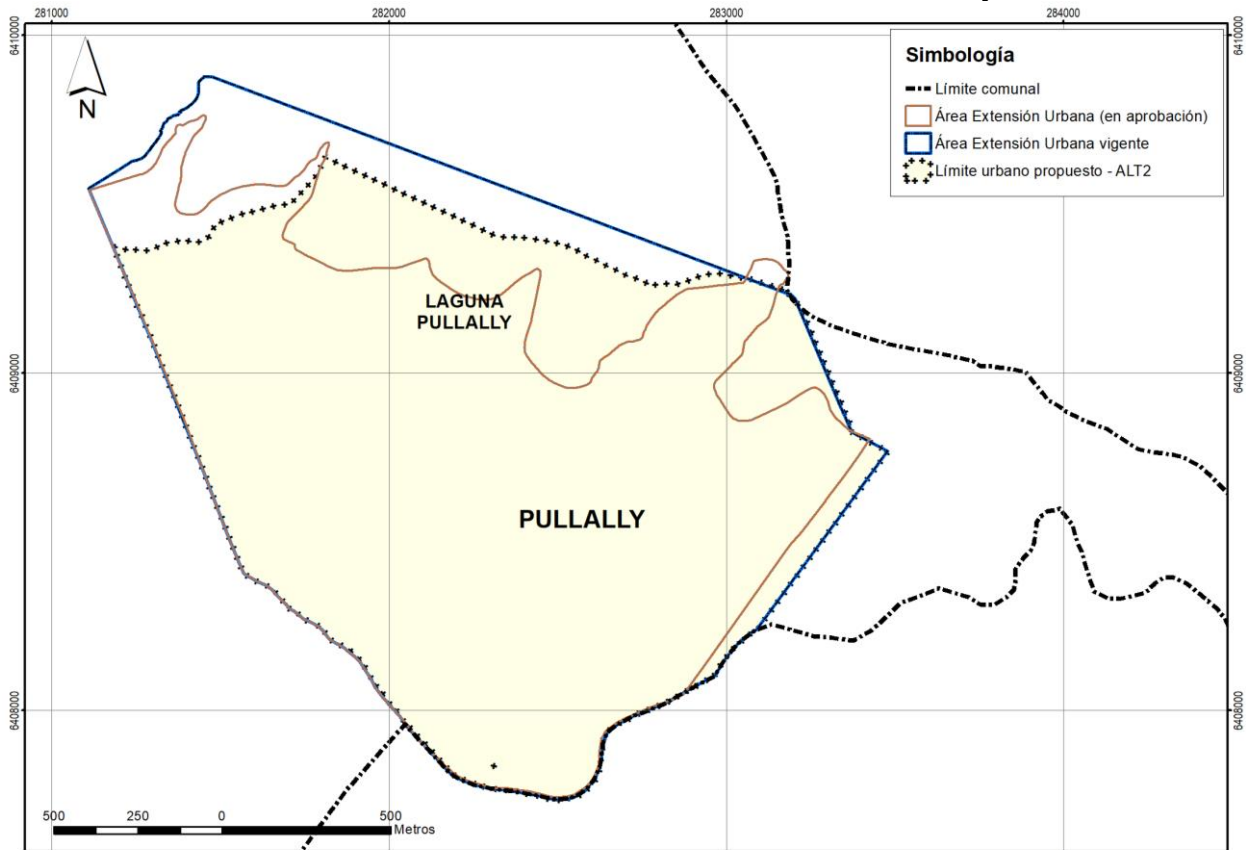 281000
282000
283000
284000
6410000
6410000
N
Simbología
Límite comunal
Área Extensión Urbana (en aprobación)
Área Extensión Urbana vigente
Límite urbano propuesto - ALT2
LAGUNA
PULLALLY
6409000
6409000
PULLALLY
6408000
6408000
500 250 0 500
Metros